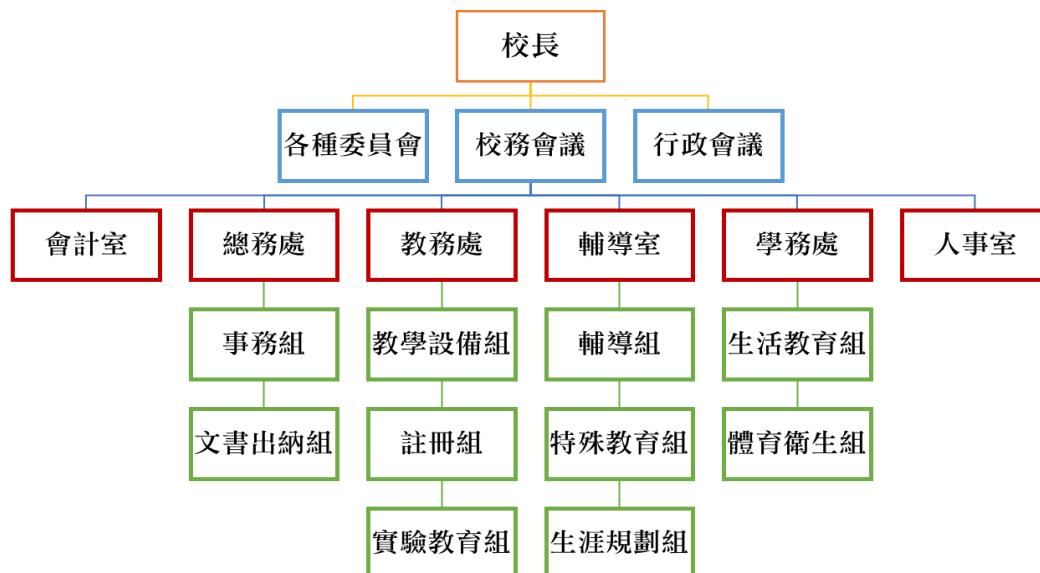 校長
各種委員會
校務會議
行政會議
會計室
總務處
教務處
輔導室
學務處
人事室
事務組
教學設備組
輔導組
生活教育組
文書出納組
註冊組
特殊教育組
體育衛生組
實驗教育組
生涯規劃組